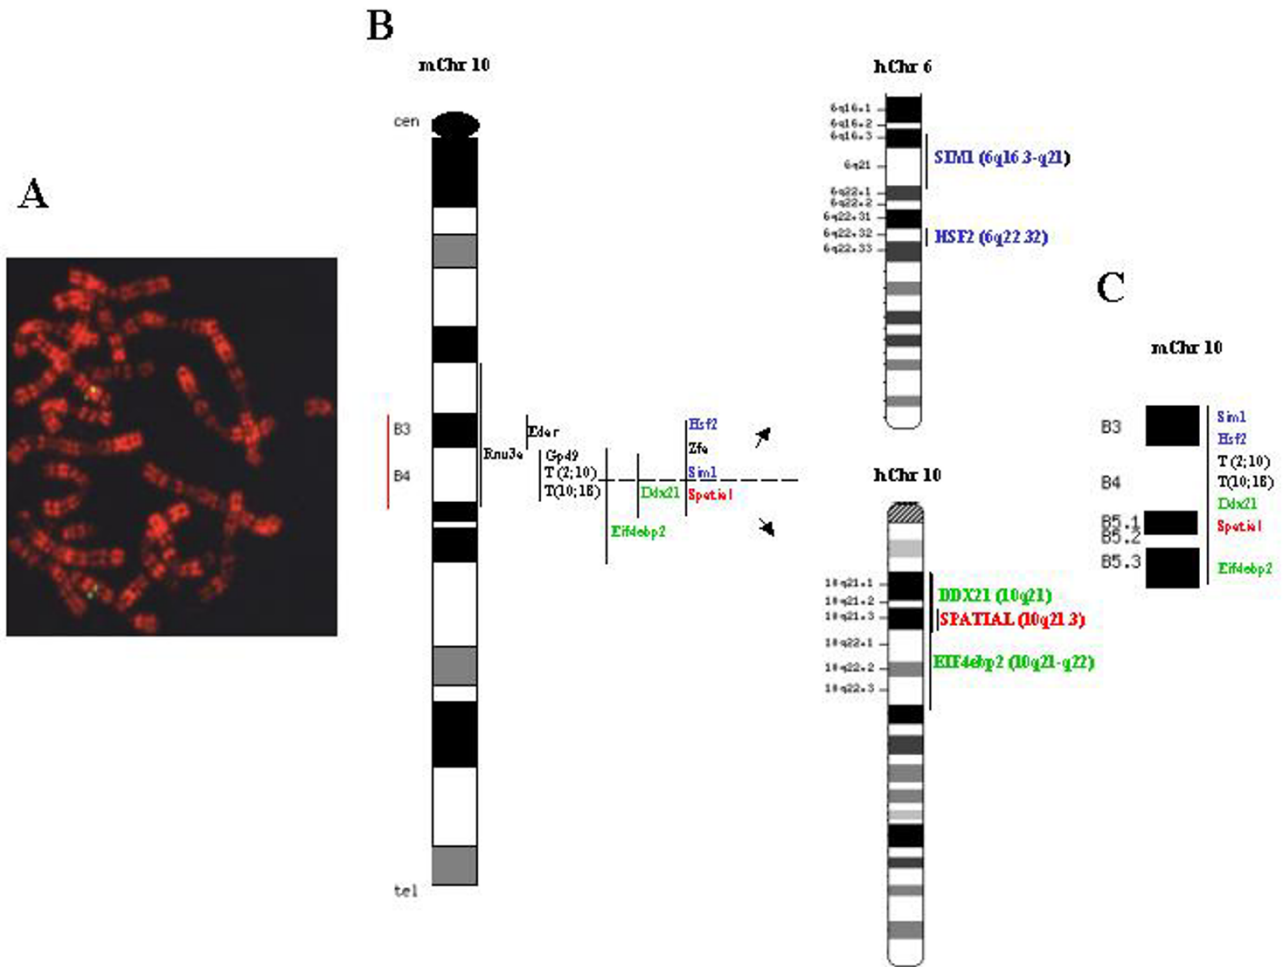 A
B
mChr 10
cen
B3
B4
tel
Rnu3e
Eder
Gp49
T (2;10)
T(10;18)
Eif4ebp2
Ddx21
Hsf2
Zfe
Sim1
Spatial
hChr 6
6q16.1
6q16.2
6q16.3
6q21
6q22.1
6q22.2
6q22.31
6q22.32
6q22.33
SIM1 (6q16.3-q21)
HSF2 (6q22.32)
hChr 10
10q21.1
10q21.2
10q21.3
10q22.1
10q22.2
10q22.3
DDX21 (10q21)
SPATIAL (10q21.3)
EIF4ebp2 (10q21-q22)
C
mChr 10
B3
B4
B5.1
B5.2
B5.3
Sim1
Hsf2
T (2;10)
T(10;18)
Ddx21
Spatial
Eif4ebp2